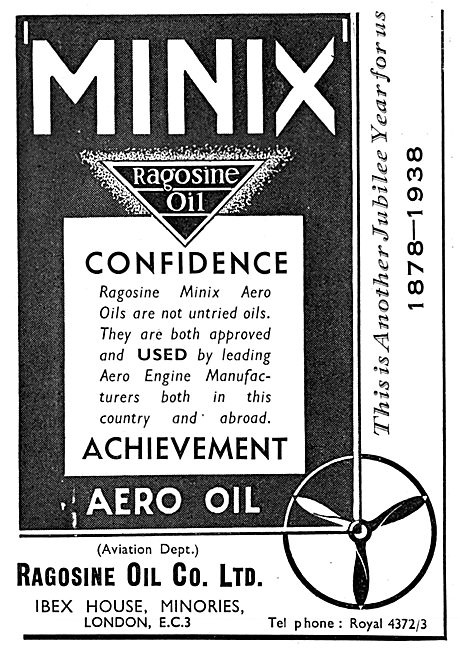 'MINIX'
Ragosine
Oil
CONFIDENCE
Ragosine Minix Aero
Oils are not untried oils.
They are both approved
and USED by leading
Aero Engine Manufac-
turers both in this
country and abroad.
ACHIEVEMENT
AERO OIL
This is Another Jubilee Year for us
1878—1938
(Aviation Dept.)
RAGOSINE OIL CO. LTD.
IBEX HOUSE, MINORIES,
LONDON, E.C.3
Tel phone : Royal 4372/3